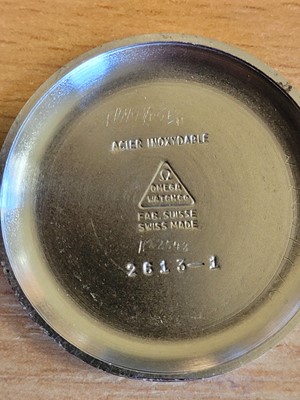 ACIER INOXYDABLE
Ω
OMEGA
WATCH Co
FAB. SUISSE
SWISS MADE
2613-1